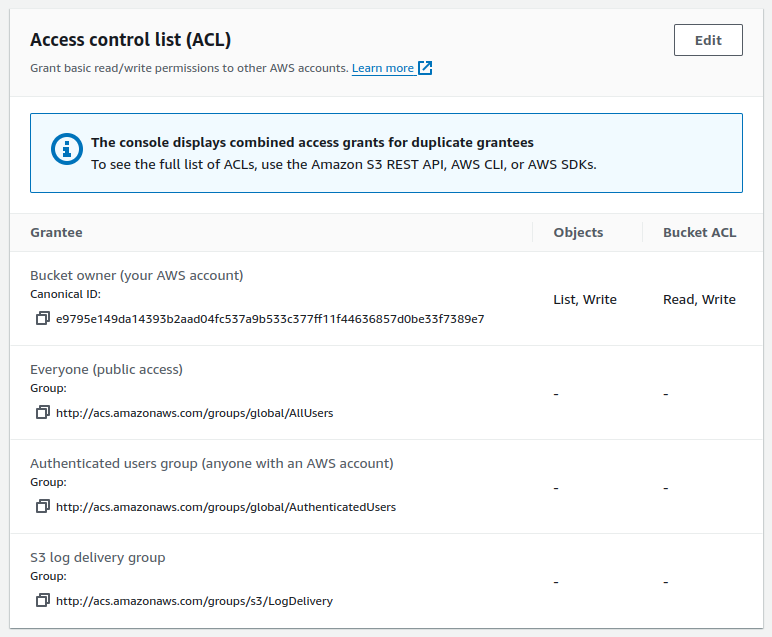 Access control list (ACL)
Edit
Grant basic read/write permissions to other AWS accounts. Learn more
The console displays combined access grants for duplicate grantees
To see the full list of ACLs, use the Amazon S3 REST API, AWS CLI, or AWS SDKs.
Grantee Objects Bucket ACL
Bucket owner (your AWS account)
Canonical ID:
List, Write Read, Write
e9795e149da14393b2aad04fc537a9b533c377ff11f44636857d0be33f7389e7
Everyone (public access)
Group:
- -
http://acs.amazonaws.com/groups/global/AllUsers
Authenticated users group (anyone with an AWS account)
Group:
- -
http://acs.amazonaws.com/groups/global/AuthenticatedUsers
S3 log delivery group
Group:
- -
http://acs.amazonaws.com/groups/s3/LogDelivery